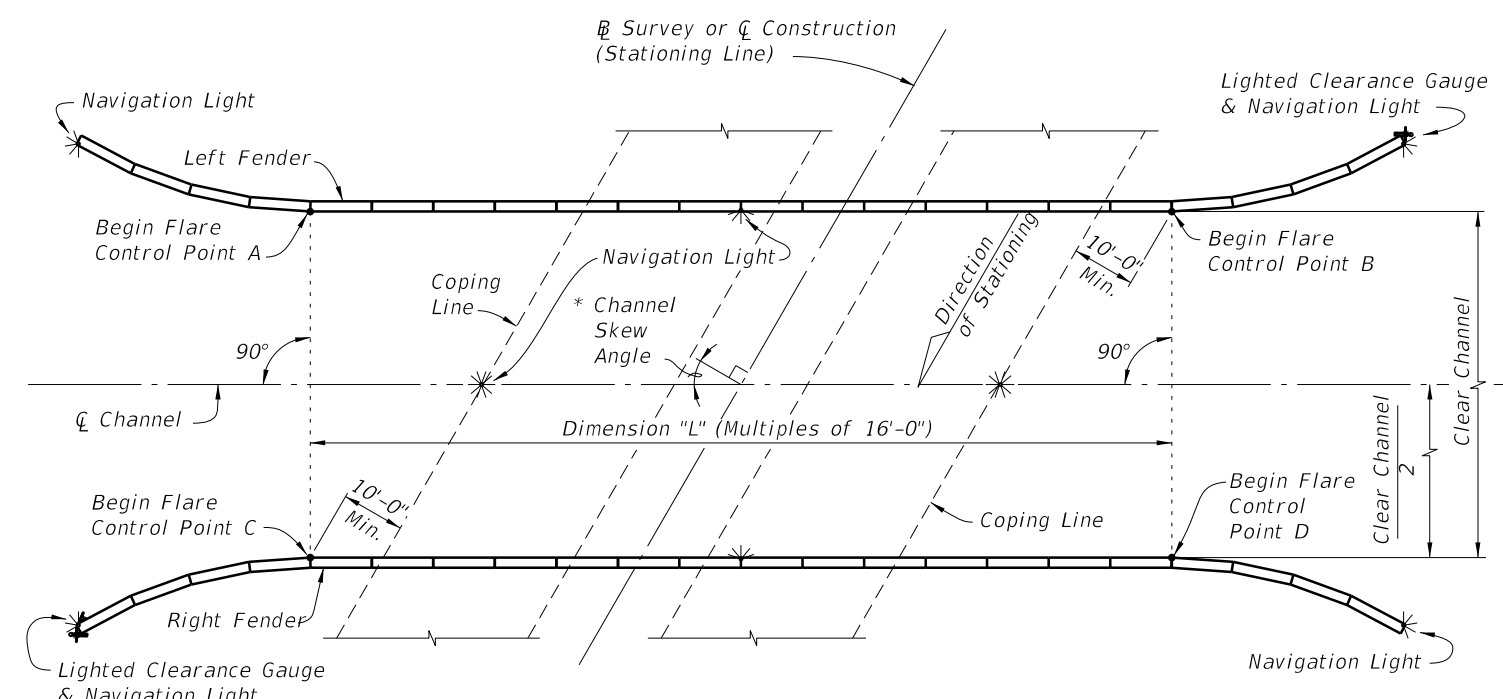 ℄ Survey or ℄ Construction
(Stationing Line)
Lighted Clearance Gauge
& Navigation Light
Navigation Light
Left Fender
Begin Flare
Control Point A
Begin Flare
Control Point B
Navigation Light
Coping
Line
* Channel
Skew
Angle
Direction
of Stationing
10'-0"
Min.
90°
90°
℄ Channel
Dimension "L" (Multiples of 16'-0")
Clear Channel
Clear Channel
2
10'-0"
Min.
Begin Flare
Control Point C
Coping Line
Begin Flare
Control
Point D
Right Fender
Lighted Clearance Gauge
& Navigation Light
Navigation Light